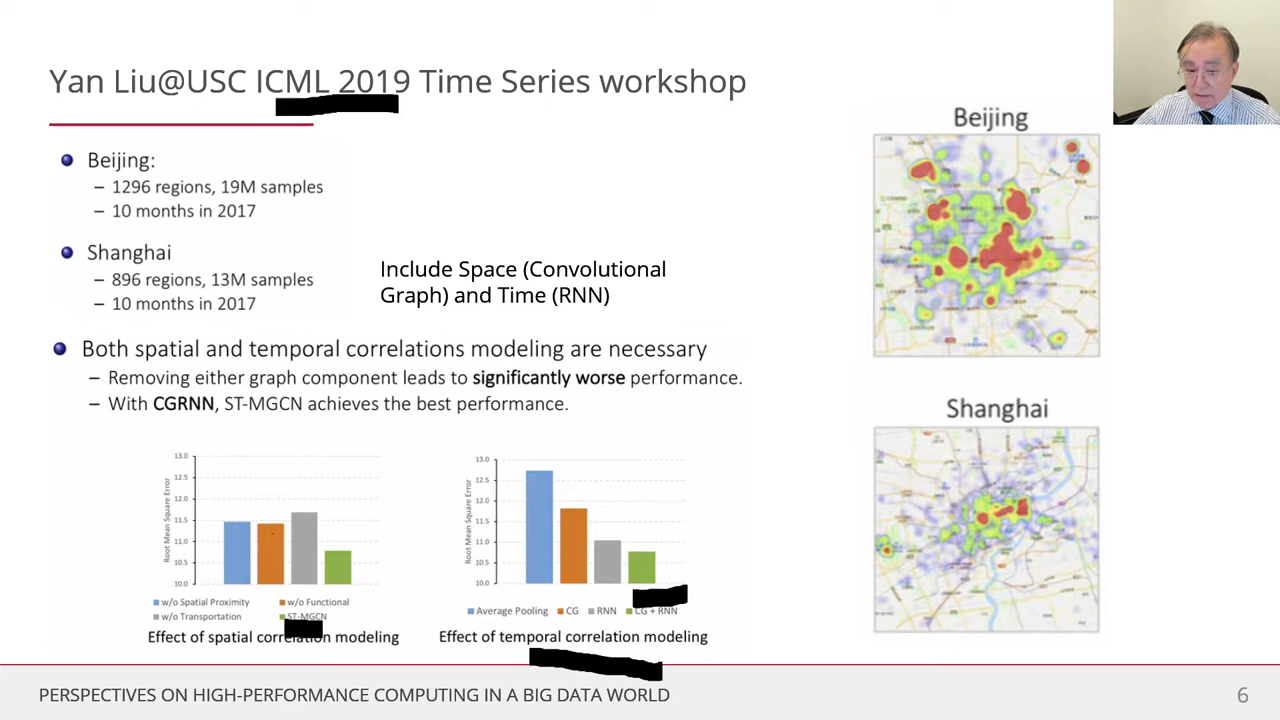 Yan Liu@USC ICML 2019 Time Series workshop
Beijing:
– 1296 regions, 19M samples
– 10 months in 2017
Shanghai
– 896 regions, 13M samples
– 10 months in 2017
Include Space (Convolutional
Graph) and Time (RNN)
Both spatial and temporal correlations modeling are necessary
– Removing either graph component leads to significantly worse performance.
– With CGRNN, ST-MGCN achieves the best performance.
Root Mean Square Error
13.0
12.5
12.0
11.5
11.0
10.5
10.0
w/o Spatial Proximity
w/o Functional
w/o Transportation
ST-MGCN
Effect of spatial correlation modeling
Root Mean Square Error
13.0
12.5
12.0
11.5
11.0
10.5
10.0
Average Pooling
CG
RNN
CG + RNN
Effect of temporal correlation modeling
Beijing
Shanghai
PERSPECTIVES ON HIGH-PERFORMANCE COMPUTING IN A BIG DATA WORLD
6